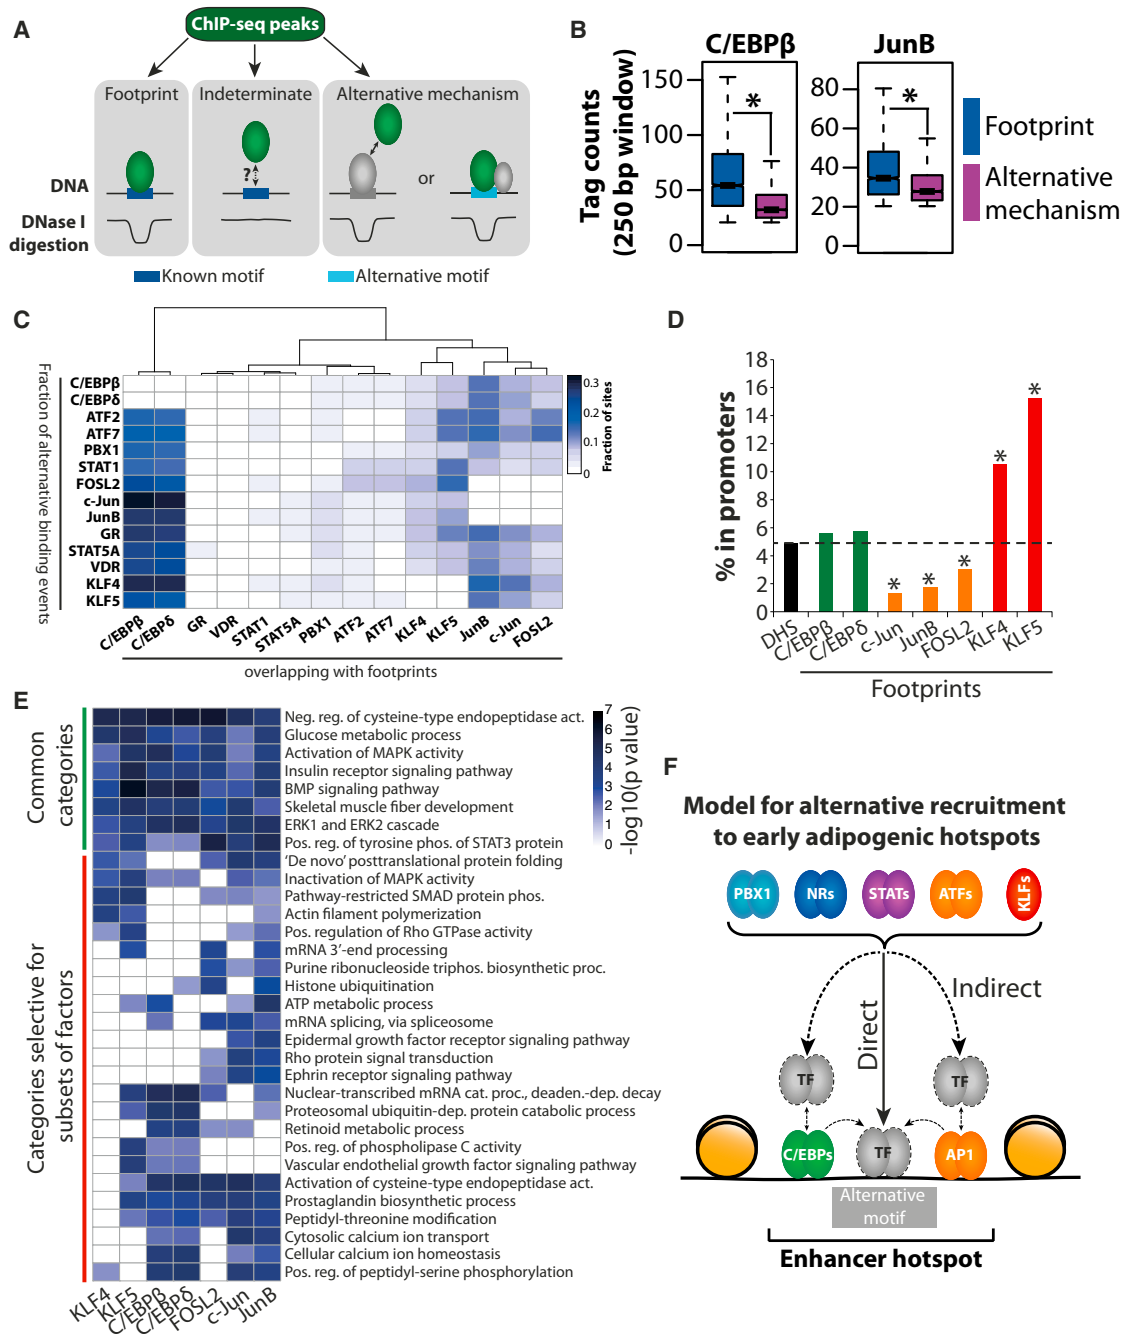 A
ChIP-seq peaks
Footprint
Indeterminate
Alternative mechanism
?
or
DNA
DNase I
digestion
Known motif
Alternative motif
B
C/EBPβ
JunB
Tag counts
(250 bp window)
150
100
50
0
*
80
60
40
20
0
*
Footprint
Alternative
mechanism
C
Fraction of alternative binding events
C/EBPβ
C/EBPδ
ATF2
ATF7
PBX1
STAT1
FOSL2
c-Jun
JunB
GR
STAT5A
VDR
KLF4
KLF5
0.3
0.2
0.1
0
Fraction of sites
C/EBPβ
C/EBPδ
GR
VDR
STAT1
STAT5A
PBX1
ATF2
ATF7
KLF4
KLF5
JunB
c-Jun
FOSL2
overlapping with footprints
D
% in promoters
18
16
14
12
10
8
6
4
2
0
* * * * *
DHS
C/EBPβ
C/EBPδ
c-Jun
JunB
FOSL2
KLF4
KLF5
Footprints
E
Common
categories
Categories selective for
subsets of factors
Neg. reg. of cysteine-type endopeptidase act.
Glucose metabolic process
Activation of MAPK activity
Insulin receptor signaling pathway
BMP signaling pathway
Skeletal muscle fiber development
ERK1 and ERK2 cascade
Pos. reg. of tyrosine phos. of STAT3 protein
‘De novo’ posttranslational protein folding
Inactivation of MAPK activity
Pathway-restricted SMAD protein phos.
Actin filament polymerization
Pos. regulation of Rho GTPase activity
mRNA 3’-end processing
Purine ribonucleoside triphos. biosynthetic proc.
Histone ubiquitination
ATP metabolic process
mRNA splicing, via spliceosome
Epidermal growth factor receptor signaling pathway
Rho protein signal transduction
Ephrin receptor signaling pathway
Nuclear-transcribed mRNA cat. proc., deaden.-dep. decay
Proteosomal ubiquitin-dep. protein catabolic process
Retinoid metabolic process
Pos. reg. of phospholipase C activity
Vascular endothelial growth factor signaling pathway
Activation of cysteine-type endopeptidase act.
Prostaglandin biosynthetic process
Peptidyl-threonine modification
Cytosolic calcium ion transport
Cellular calcium ion homeostasis
Pos. reg. of peptidyl-serine phosphorylation
7
6
5
4
3
2
1
0
-log10(p value)
KLF4
KLF5
C/EBPβ
C/EBPδ
FOSL2
c-Jun
JunB
F
Model for alternative recruitment
to early adipogenic hotspots
PBX1
NRs
STATs
ATFs
KLFs
Direct
Indirect
TF
TF
C/EBPs
TF
AP1
Alternative
motif
Enhancer hotspot